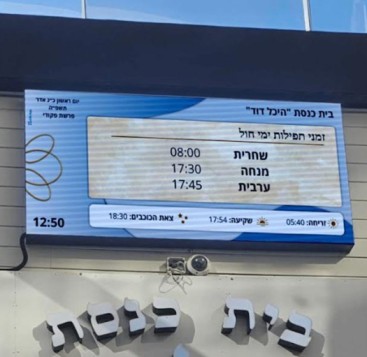 בית כנסת "היכל דוד"
יום ראשון כ"ג אדר
תשפ"ה
פרשת פקודי
זמני תפילות ימי חול
שחרית 08:00
מנחה 17:30
ערבית 17:45
זריחה: 05:40 שקיעה: 17:54 צאת הכוכבים: 18:30
12:50
בית כנסת